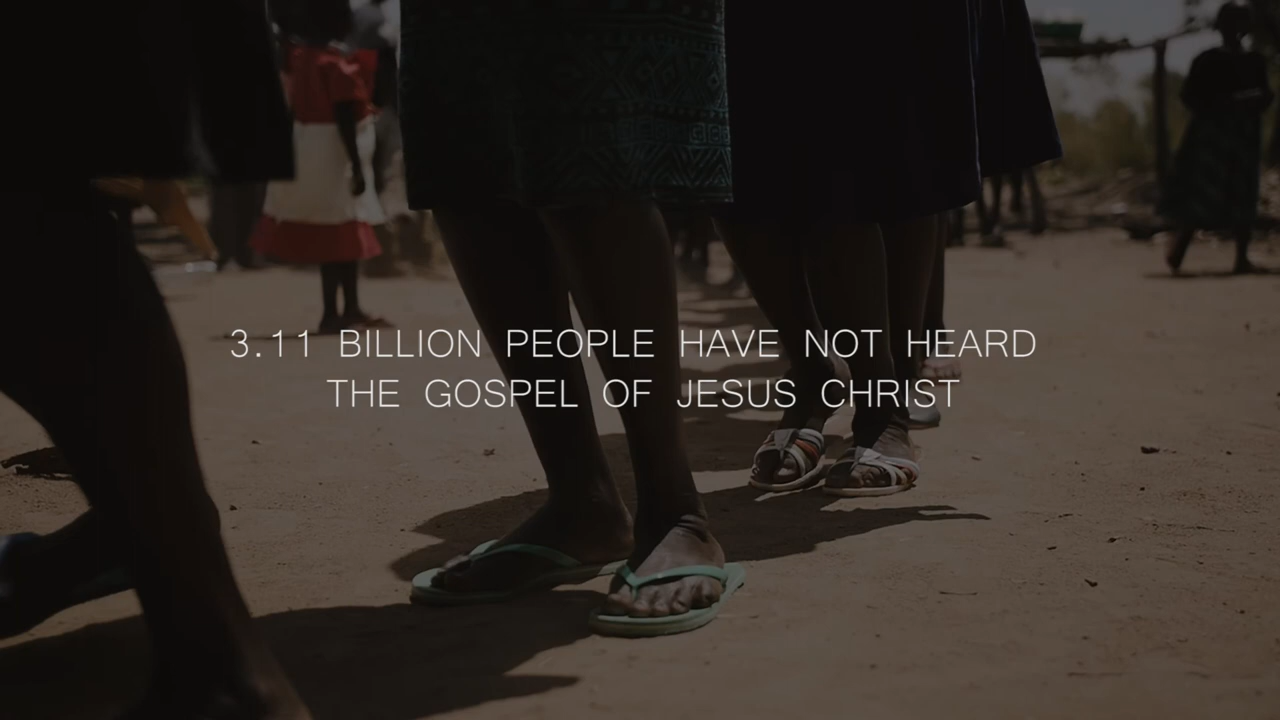 3.11 BILLION PEOPLE HAVE NOT HEARD
THE GOSPEL OF JESUS CHRIST